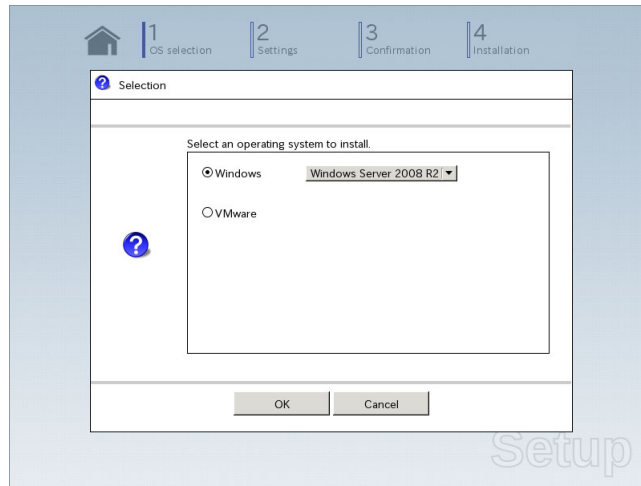 1 OS selection
2 Settings
3 Confirmation
4 Installation
Selection
Select an operating system to install.
Windows Windows Server 2008 R2
VMware
OK Cancel
Setup